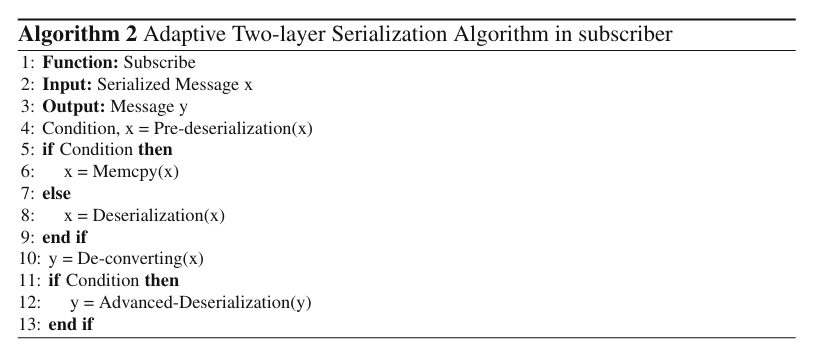 Algorithm 2 Adaptive Two-layer Serialization Algorithm in subscriber
1: Function: Subscribe
2: Input: Serialized Message x
3: Output: Message y
4: Condition, x = Pre-deserialization(x)
5: if Condition then
6: x = Memcpy(x)
7: else
8: x = Deserialization(x)
9: end if
10: y = De-converting(x)
11: if Condition then
12: y = Advanced-Deserialization(y)
13: end if